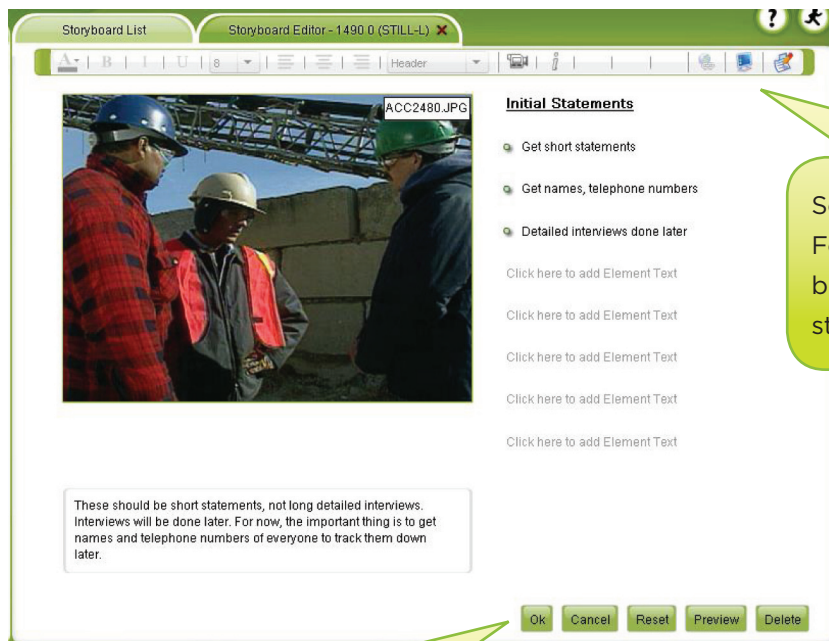 Storyboard List
Storyboard Editor - 1490 0 (STILL-L)
?
A B I U 8 Header i
ACC2480.JPG
Initial Statements
Get short statements
Get names, telephone numbers
Detailed interviews done later
Click here to add Element Text
Click here to add Element Text
Click here to add Element Text
Click here to add Element Text
Click here to add Element Text
These should be short statements, not long detailed interviews.
Interviews will be done later. For now, the important thing is to get
names and telephone numbers of everyone to track them down
later.
Ok Cancel Reset Preview Delete